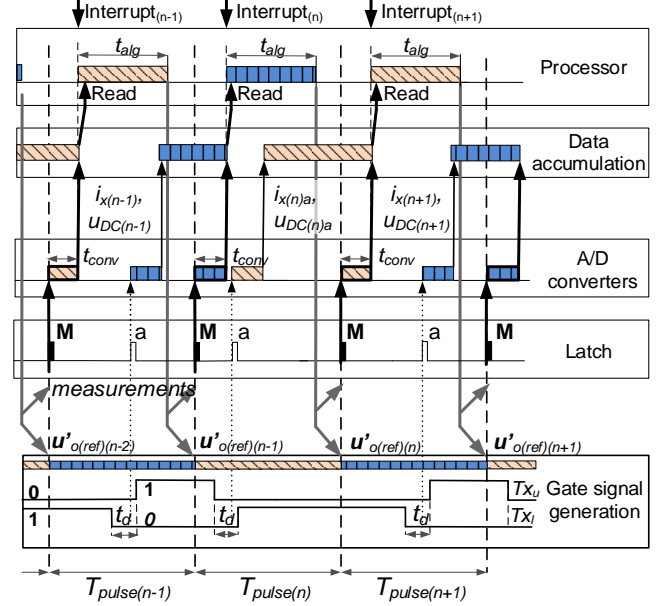 Interrupt(n-1) Interrupt(n) Interrupt(n+1)
talg talg talg
Processor
Read Read Read
Data
accumulation
ix(n-1), ix(n)a, ix(n+1),
uDC(n-1) uDC(n)a uDC(n+1)
tconv tconv tconv
A/D
converters
M a M a M a M
Latch
measurements
u'o(ref)(n-2) u'o(ref)(n-1) u'o(ref)(n) u'o(ref)(n+1)
0 1 Txu
Gate signal
generation
1 td 0 td td Txl
Tpulse(n-1) Tpulse(n) Tpulse(n+1)